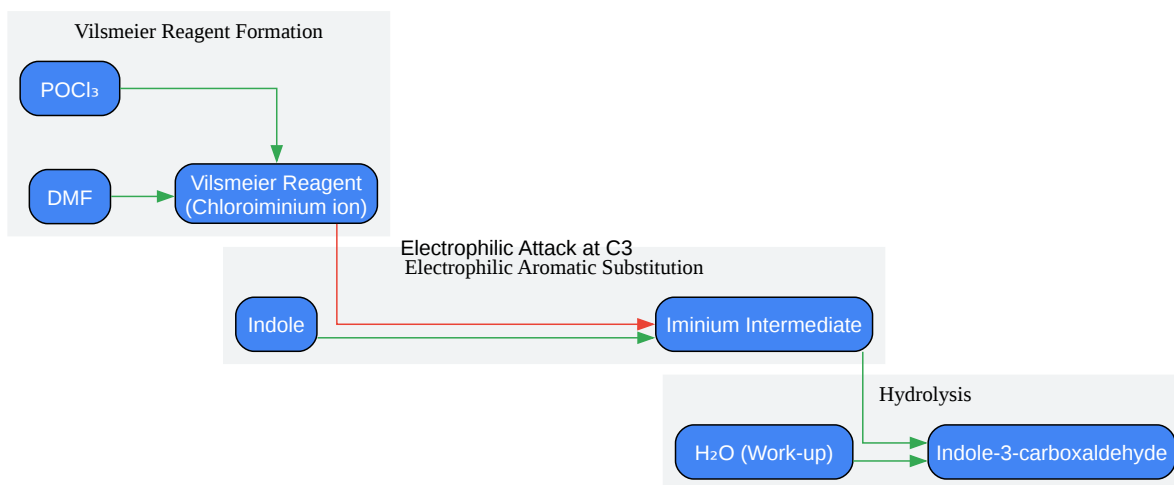 Vilsmeier Reagent Formation
POCl₃
DMF
Vilsmeier Reagent
(Chloroiminium ion)
Electrophilic Attack at C3
Electrophilic Aromatic Substitution
Indole
Iminium Intermediate
Hydrolysis
H₂O (Work-up)
Indole-3-carboxaldehyde